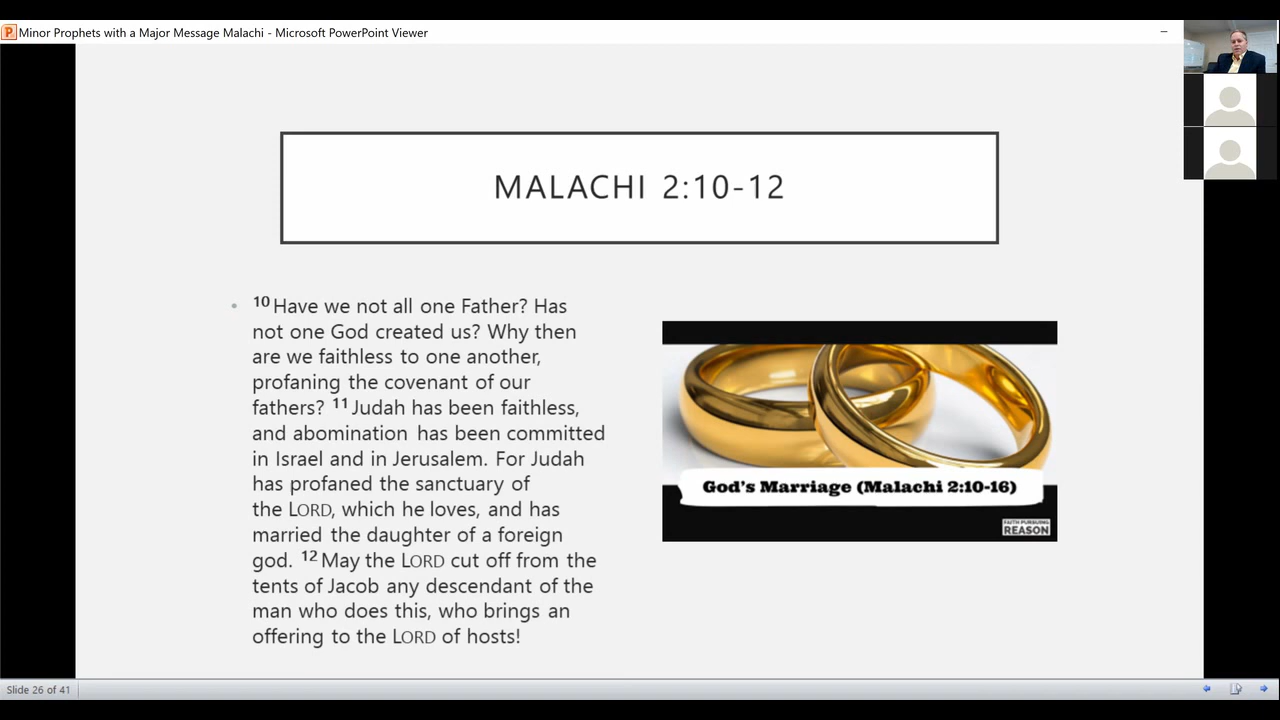 Minor Prophets with a Major Message Malachi - Microsoft PowerPoint Viewer
MALACHI 2:10-12
• 10 Have we not all one Father? Has
not one God created us? Why then
are we faithless to one another,
profaning the covenant of our
fathers? 11 Judah has been faithless,
and abomination has been committed
in Israel and in Jerusalem. For Judah
has profaned the sanctuary of
the LORD, which he loves, and has
married the daughter of a foreign
god. 12 May the LORD cut off from the
tents of Jacob any descendant of the
man who does this, who brings an
offering to the LORD of hosts!
God's Marriage (Malachi 2:10-16)
FAITH PURSUING
REASON
Slide 26 of 41